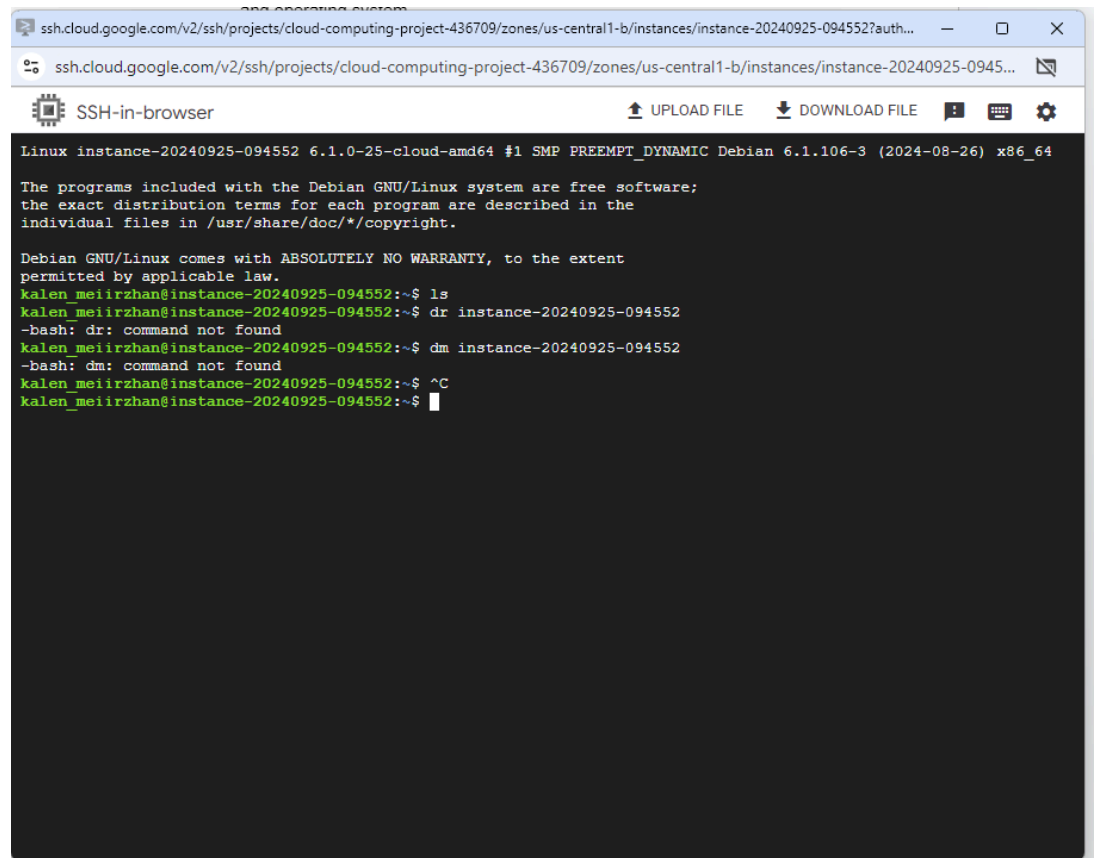 and operating system
ssh.cloud.google.com/v2/ssh/projects/cloud-computing-project-436709/zones/us-central1-b/instances/instance-20240925-094552?auth...
ssh.cloud.google.com/v2/ssh/projects/cloud-computing-project-436709/zones/us-central1-b/instances/instance-20240925-0945...
SSH-in-browser UPLOAD FILE DOWNLOAD FILE
Linux instance-20240925-094552 6.1.0-25-cloud-amd64 #1 SMP PREEMPT_DYNAMIC Debian 6.1.106-3 (2024-08-26) x86_64
The programs included with the Debian GNU/Linux system are free software;
the exact distribution terms for each program are described in the
individual files in /usr/share/doc/*/copyright.
Debian GNU/Linux comes with ABSOLUTELY NO WARRANTY, to the extent
permitted by applicable law.
kalen_meiirzhan@instance-20240925-094552:~$ ls
kalen_meiirzhan@instance-20240925-094552:~$ dr instance-20240925-094552
-bash: dr: command not found
kalen_meiirzhan@instance-20240925-094552:~$ dm instance-20240925-094552
-bash: dm: command not found
kalen_meiirzhan@instance-20240925-094552:~$ ^C
kalen_meiirzhan@instance-20240925-094552:~$